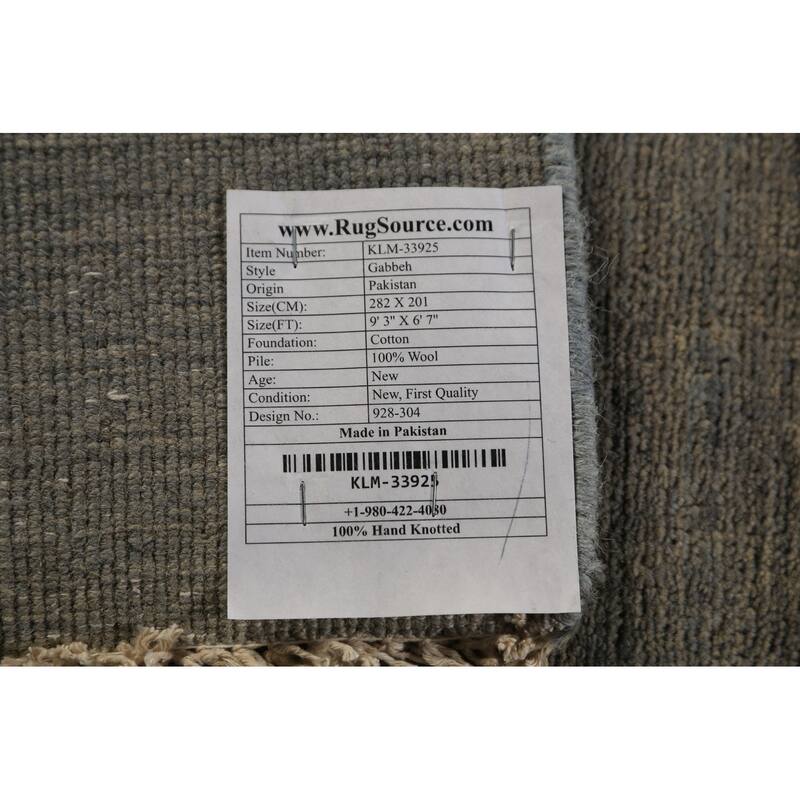 www.RugSource.com
Item Number: KLM-33925
Style Gabbeh
Origin Pakistan
Size(CM): 282 X 201
Size(FT): 9' 3" X 6' 7"
Foundation: Cotton
Pile: 100% Wool
Age: New
Condition: New, First Quality
Design No.: 928-304
Made in Pakistan
KLM-33925
+1-980-422-4080
100% Hand Knotted